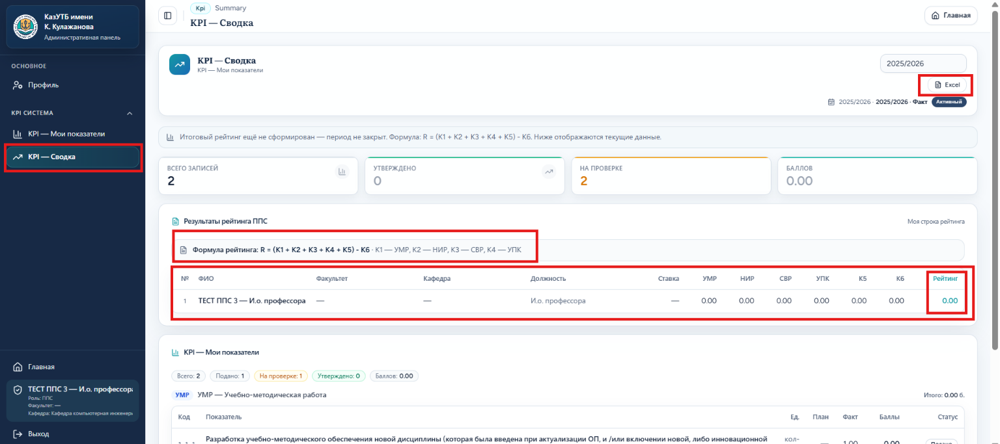 КазУТБ имени
К. Кулажанова
Административная панель
ОСНОВНОЕ
Профиль
KPI СИСТЕМА
KPI — Мои показатели
KPI — Сводка
Главная
ТЕСТ ППС 3 — И.о. профессора
Роль: ППС
Факультет: —
Кафедра: Кафедра компьютерная
Выход
Kpi Summary
KPI — Сводка
Главная
KPI — Сводка
KPI — Мои показатели
2025/2026
Excel
2025/2026 · 2025/2026 · Факт Активный
Итоговый рейтинг ещё не сформирован — период не закрыт. Формула: R = (K1 + K2 + K3 + K4 + K5) - K6. Ниже отображаются текущие данные.
ВСЕГО ЗАПИСЕЙ
2
УТВЕРЖДЕНО
0
НА ПРОВЕРКЕ
2
БАЛЛОВ
0.00
Результаты рейтинга ППС
Моя строка рейтинга
Формула рейтинга: R = (K1 + K2 + K3 + K4 + K5) - K6 · K1 — УМР, K2 — НИР, K3 — СВР, K4 — УПК
№ ФИО Факультет Кафедра Должность Ставка УМР НИР СВР УПК К5 К6 Рейтинг
1 ТЕСТ ППС 3 — И.о. профессора — — И.о. профессора — 0.00 0.00 0.00 0.00 0.00 0.00 0.00
KPI — Мои показатели
Всего: 2 Подано: 1 На проверке: 1 Утверждено: 0 Баллов: 0.00
УМР УМР — Учебно-методическая работа Итого: 0.00 б.
Код Показатель Ед. План Факт Баллы Статус
Разработка учебно-методического обеспечения новой дисциплины (которая была введена при актуализации ОП, и /или включении новой, либо инновационной кол-
1.1.1 — 1.00 0.00 Подано